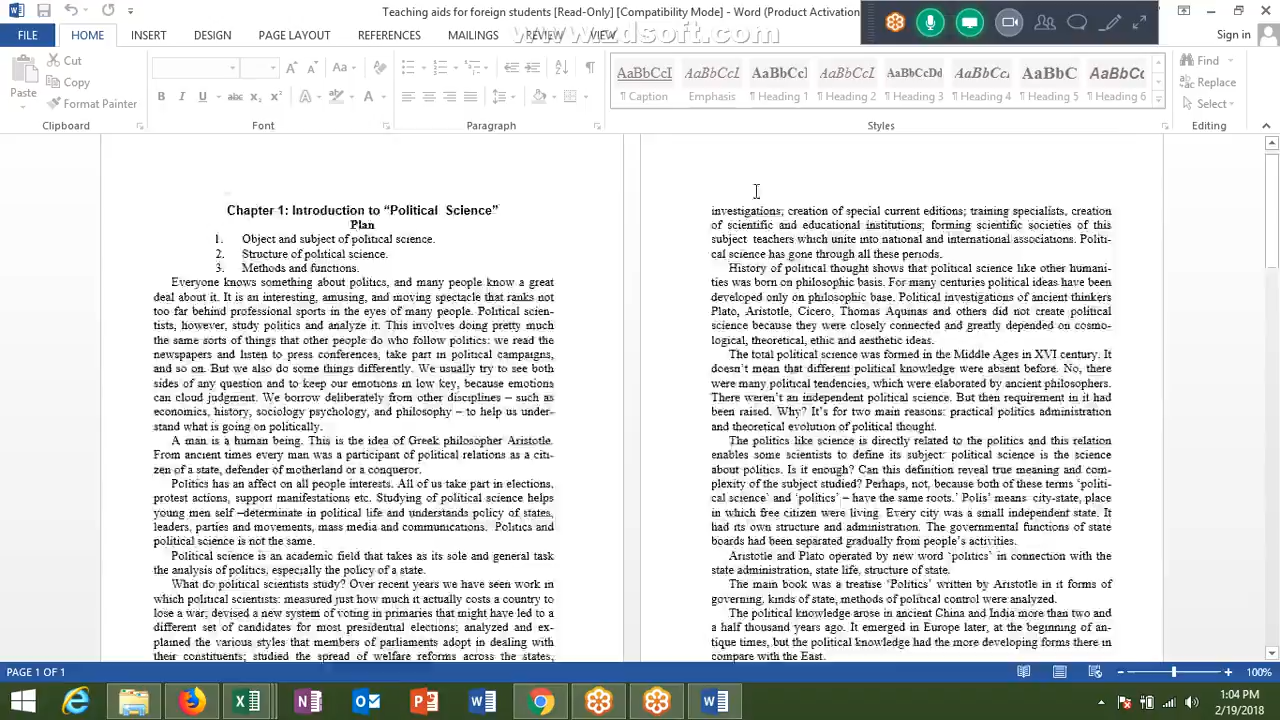 Teaching aids for foreign students [Read-Only] [Compatibility Mode] - Word (Product Activation
FILE HOME INSERT DESIGN PAGE LAYOUT REFERENCES MAILINGS REVIEW VIEW Sign in
Paste
Cut
Copy
Format Painter
Clipboard
Font
Paragraph
AaBbCcI AaBbCcI AaBbCcI AaBbCcI AaBbCcDd AaBbCcI AaBbC AaBbCc
¶ Caption Emphasis ¶ Heading 1 ¶ Heading 2 ¶ Heading 3 ¶ Heading 4 ¶ Heading 5 ¶ Heading 6
Styles
Find
Replace
Select
Editing
Chapter 1: Introduction to “Political Science”
Plan
1. Object and subject of political science.
2. Structure of political science.
3. Methods and functions.
Everyone knows something about politics, and many people know a great
deal about it. It is an interesting, amusing, and moving spectacle that ranks not
too far behind professional sports in the eyes of many people. Political scien-
tists, however, study politics and analyze it. This involves doing pretty much
the same sorts of things that other people do who follow politics: we read the
newspapers and listen to press conferences, take part in political campaigns,
and so on. But we also do some things differently. We usually try to see both
sides of any question and to keep our emotions in low key, because emotions
can cloud judgment. We borrow deliberately from other disciplines – such as
economics, history, sociology psychology, and philosophy – to help us under-
stand what is going on politically.
A man is a human being. This is the idea of Greek philosopher Aristotle.
From ancient times every man was a participant of political relations as a citi-
zen of a state, defender of motherland or a conqueror.
Politics has an affect on all people interests. All of us take part in elections,
protest actions, support manifestations etc. Studying of political science helps
young men self –determinate in political life and understands policy of states,
leaders, parties and movements, mass media and communications. Politics and
political science is not the same.
Political science is an academic field that takes as its sole and general task
the analysis of politics, especially the policy of a state.
What do political scientists study? Over recent years we have seen work in
which political scientists: measured just how much it actually costs a country to
lose a war; devised a new system of voting in primaries that might have led to a
different set of candidates for most presidential elections; analyzed and ex-
plained the various styles that members of parliaments adopt in dealing with
their constituents; studied the spread of welfare reforms across the states,
investigations; creation of special current editions; training specialists, creation
of scientific and educational institutions; forming scientific societies of this
subject teachers which unite into national and international associations. Politi-
cal science has gone through all these periods.
History of political thought shows that political science like other humani-
ties was born on philosophic basis. For many centuries political ideas have been
developed only on philosophic base. Political investigations of ancient thinkers
Plato, Aristotle, Cicero, Thomas Aquinas and others did not create political
science because they were closely connected and greatly depended on cosmo-
logical, theoretical, ethic and aesthetic ideas.
The total political science was formed in the Middle Ages in XVI century. It
doesn’t mean that different political knowledge were absent before. No, there
were many political tendencies, which were elaborated by ancient philosophers.
There weren’t an independent political science. But then requirement in it had
been raised. Why? It’s for two main reasons: practical politics administration
and theoretical evolution of political thought.
The politics like science is directly related to the politics and this relation
enables some scientists to define its subject: political science is the science
about politics. Is it enough? Can this definition reveal true meaning and com-
plexity of the subject studied? Perhaps, not, because both of these terms ‘politi-
cal science’ and ‘politics’ – have the same roots.’ Polis’ means city-state, place
in which free citizen were living. Every city was a small independent state. It
had its own structure and administration. The governmental functions of state
boards had been separated gradually from people’s activities.
Aristotle and Plato operated by new word ‘politics’ in connection with the
state administration, state life, structure of state.
The main book was a treatise ‘Politics’ written by Aristotle in it forms of
governing, kinds of state, methods of political control were analyzed.
The political knowledge arose in ancient China and India more than two and
a half thousand years ago. It emerged in Europe later, at the beginning of an-
tique times, but the political knowledge had the more developing forms there in
compare with the East.
PAGE 1 OF 1
100%
1:04 PM
2/19/2018